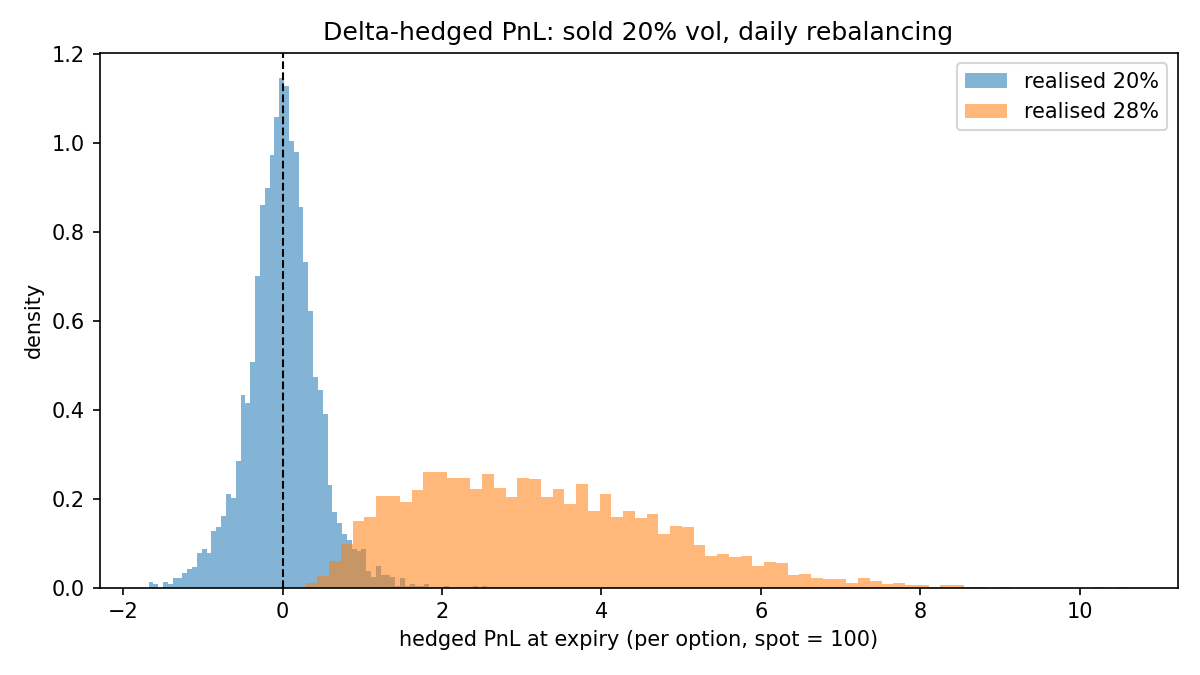 Delta-hedged PnL: sold 20% vol, daily rebalancing
1.2
1.0
0.8
0.6
0.4
0.2
0.0
density
realised 20%
realised 28%
−2
0
2
4
6
8
10
hedged PnL at expiry (per option, spot = 100)